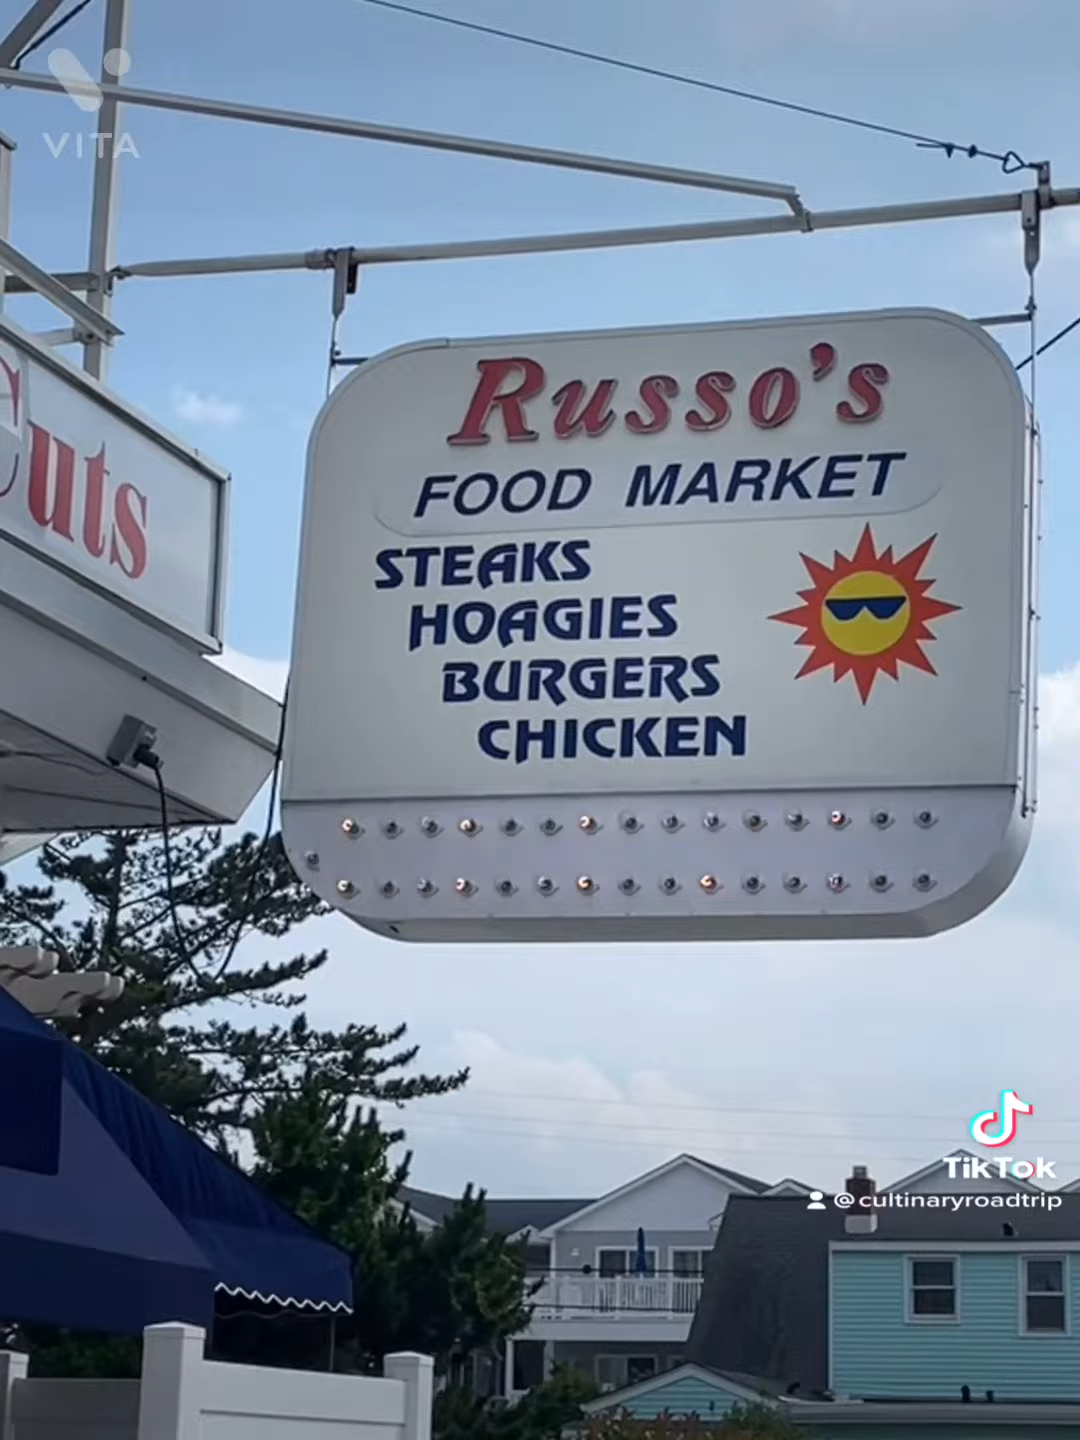 VITA
Cuts
Russo's
FOOD MARKET
STEAKS
HOAGIES
BURGERS
CHICKEN
TikTok
@cultinaryroadtrip